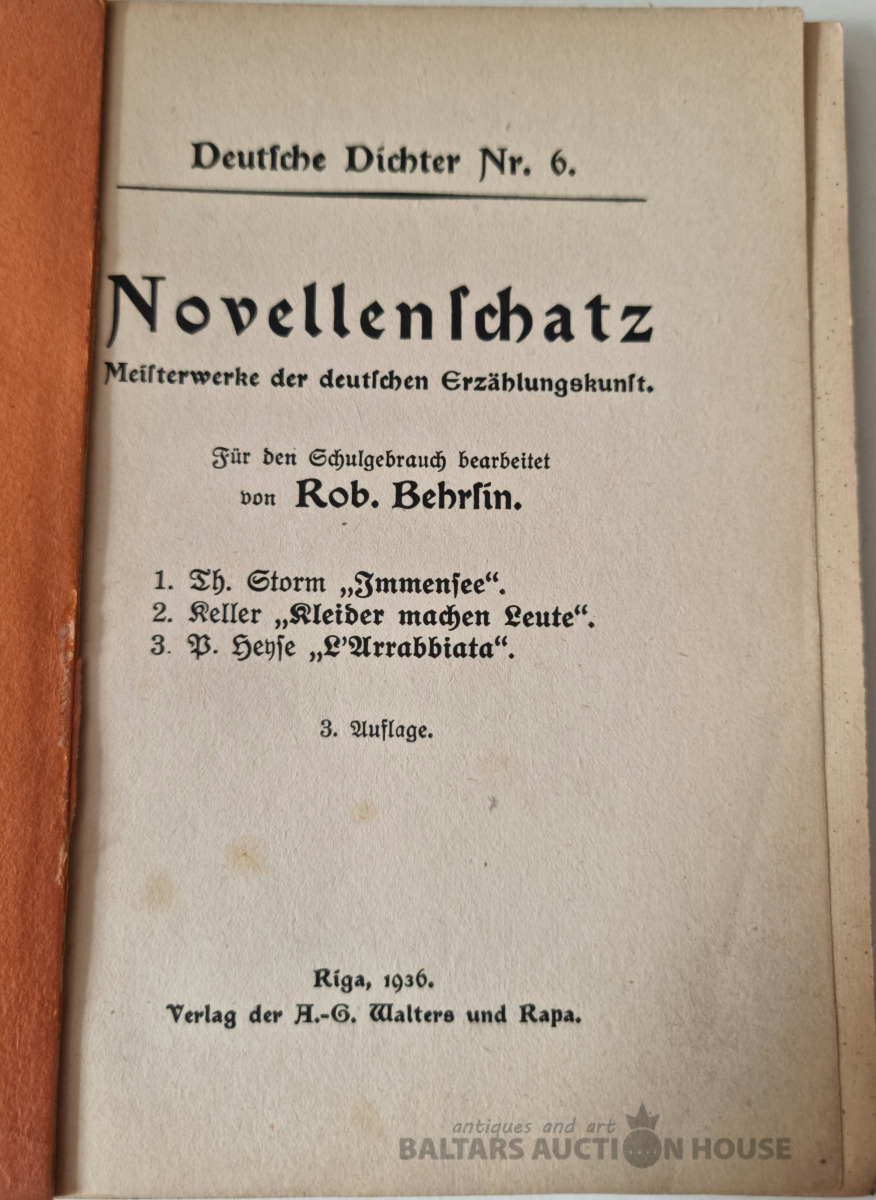 Deutſche Dichter Nr. 6.
Novellenſchatz
Meiſterwerke der deutſchen Erzählungskunſt.
Für den Schulgebrauch bearbeitet
von Rob. Behrſin.
1. Th. Storm „Immenſee“.
2. Keller „Kleider machen Leute“.
3. P. Heyſe „L'Arrabbiata“.
3. Auflage.
Riga, 1936.
Verlag der A.-G. Walters und Rapa.
antiques and art
BALTARS AUCTION HOUSE